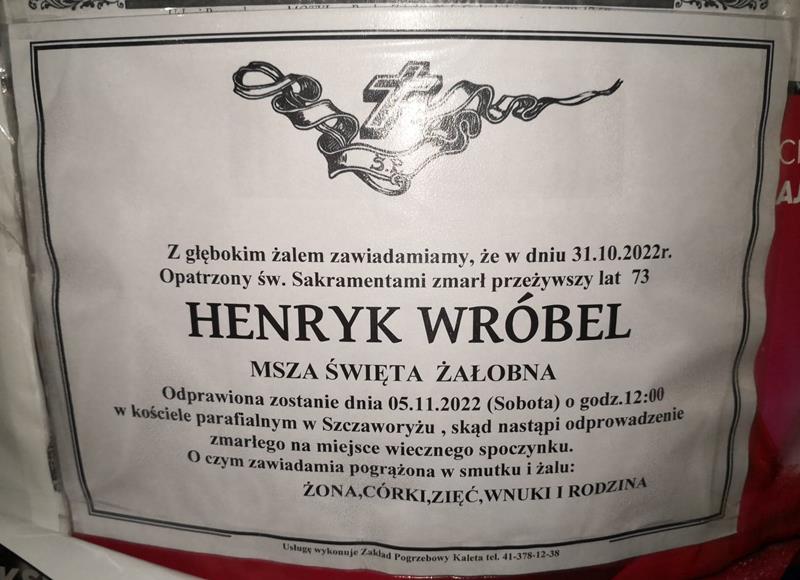 Ś.P.
Z głębokim żalem zawiadamiamy, że w dniu 31.10.2022r.
Opatrzony św. Sakramentami zmarł przeżywszy lat 73
HENRYK WRÓBEL
MSZA ŚWIĘTA ŻAŁOBNA
Odprawiona zostanie dnia 05.11.2022 (Sobota) o godz.12:00
w kościele parafialnym w Szczaworyżu , skąd nastąpi odprowadzenie
zmarłego na miejsce wiecznego spoczynku.
O czym zawiadamia pogrążona w smutku i żalu:
ŻONA,CÓRKI,ZIĘĆ,WNUKI I RODZINA
Usługę wykonuje Zakład Pogrzebowy Kaleta tel. 41-378-12-38